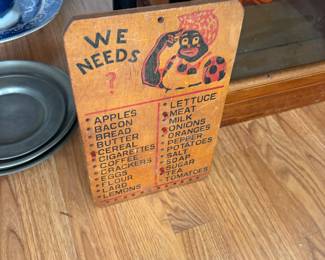 WE
NEEDS
?
APPLES
BACON
BREAD
BUTTER
CEREAL
CIGARETTES
COFFEE
CRACKERS
EGGS
FLOUR
LARD
LEMONS
LETTUCE
MEAT
MILK
ONIONS
ORANGES
PEPPER
POTATOES
SALT
SOAP
SUGAR
TEA
TOMATOES